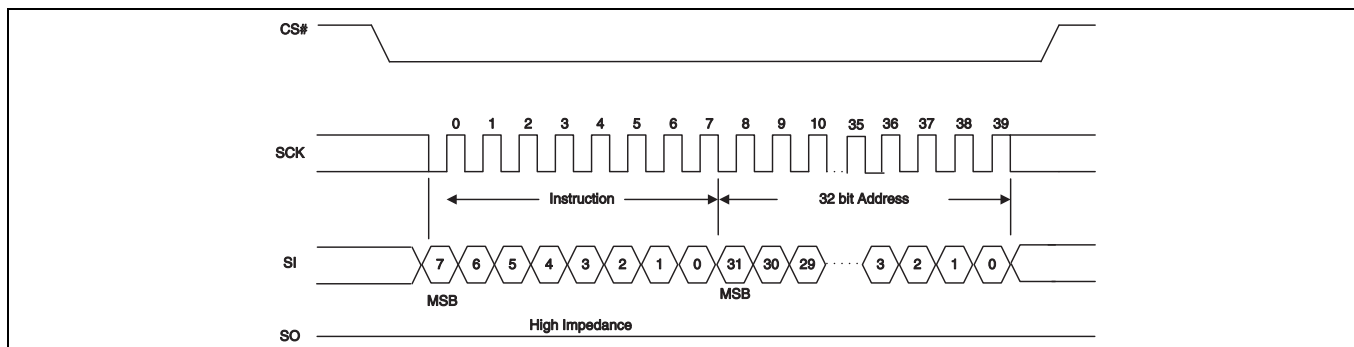 CS#
0 1 2 3 4 5 6 7 8 9 10 35 36 37 38 39
SCK
Instruction 32 bit Address
SI 7 6 5 4 3 2 1 0 31 30 29 3 2 1 0
MSB MSB
High Impedance
SO